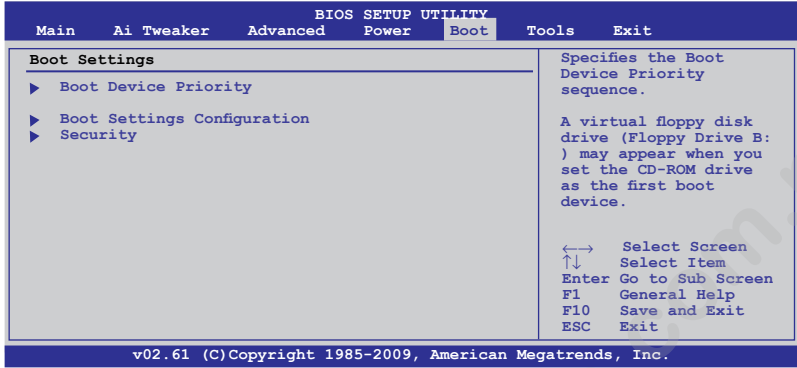 BIOS SETUP UTILITY
Main Ai Tweaker Advanced Power Boot Tools Exit
Boot Settings
Boot Device Priority
Boot Settings Configuration
Security
Specifies the Boot
Device Priority
sequence.
A virtual floppy disk
drive (Floppy Drive B:
) may appear when you
set the CD-ROM drive
as the first boot
device.
←→ Select Screen
↑↓ Select Item
Enter Go to Sub Screen
F1 General Help
F10 Save and Exit
ESC Exit
v02.61 (C)Copyright 1985-2009, American Megatrends, Inc.
com.